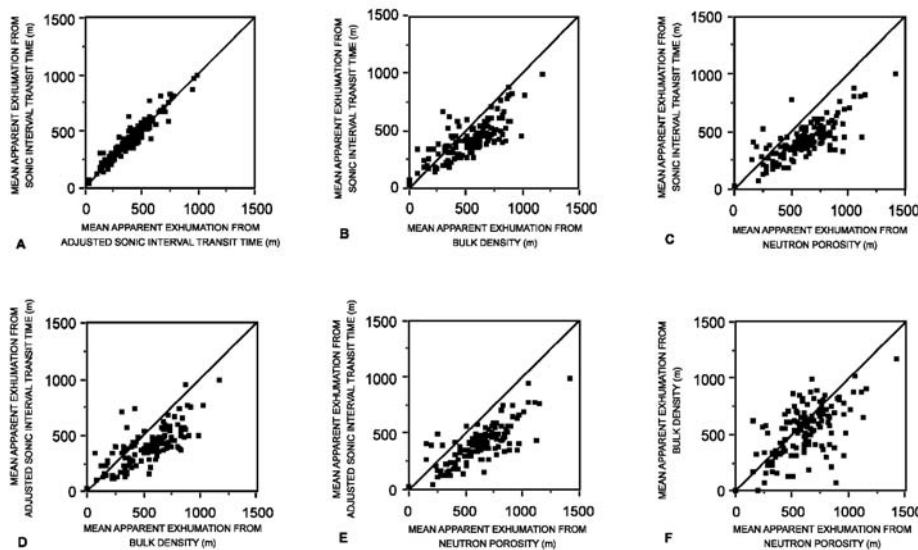 MEAN APPARENT EXHUMATION FROM
SONIC INTERVAL TRANSIT TIME (m)
1500
1000
500
0
0 500 1000 1500
MEAN APPARENT EXHUMATION FROM
ADJUSTED SONIC INTERVAL TRANSIT TIME (m)
A
MEAN APPARENT EXHUMATION FROM
SONIC INTERVAL TRANSIT TIME (m)
1500
1000
500
0
0 500 1000 1500
MEAN APPARENT EXHUMATION FROM
BULK DENSITY (m)
B
MEAN APPARENT EXHUMATION FROM
SONIC INTERVAL TRANSIT TIME (m)
1500
1000
500
0
0 500 1000 1500
MEAN APPARENT EXHUMATION FROM
NEUTRON POROSITY (m)
C
MEAN APPARENT EXHUMATION FROM
ADJUSTED SONIC INTERVAL TRANSIT TIME (m)
1500
1000
500
0
0 500 1000 1500
MEAN APPARENT EXHUMATION FROM
BULK DENSITY (m)
D
MEAN APPARENT EXHUMATION FROM
ADJUSTED SONIC INTERVAL TRANSIT TIME (m)
1500
1000
500
0
0 500 1000 1500
MEAN APPARENT EXHUMATION FROM
NEUTRON POROSITY (m)
E
MEAN APPARENT EXHUMATION FROM
BULK DENSITY (m)
1500
1000
500
0
0 500 1000 1500
MEAN APPARENT EXHUMATION FROM
NEUTRON POROSITY (m)
F